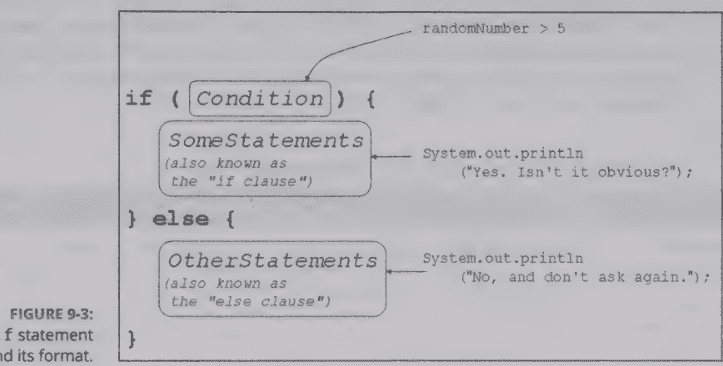 randomNumber > 5
if ( Condition ) {
SomeStatements
(also known as
the "if clause")
System.out.println
("Yes. Isn't it obvious?");
} else {
OtherStatements
(also known as
the "else clause")
System.out.println
("No, and don't ask again.");
}
FIGURE 9-3:
f statement
nd its format.